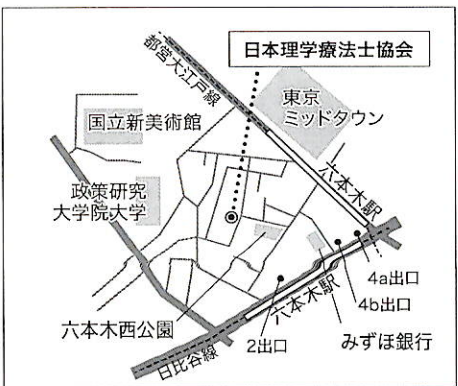 日本理学療法士協会
都営大江戸線
東京
ミッドタウン
国立新美術館
六本木駅
政策研究
大学院大学
4a出口
4b出口
六本木駅
六本木西公園
2出口
みずほ銀行
日比谷線